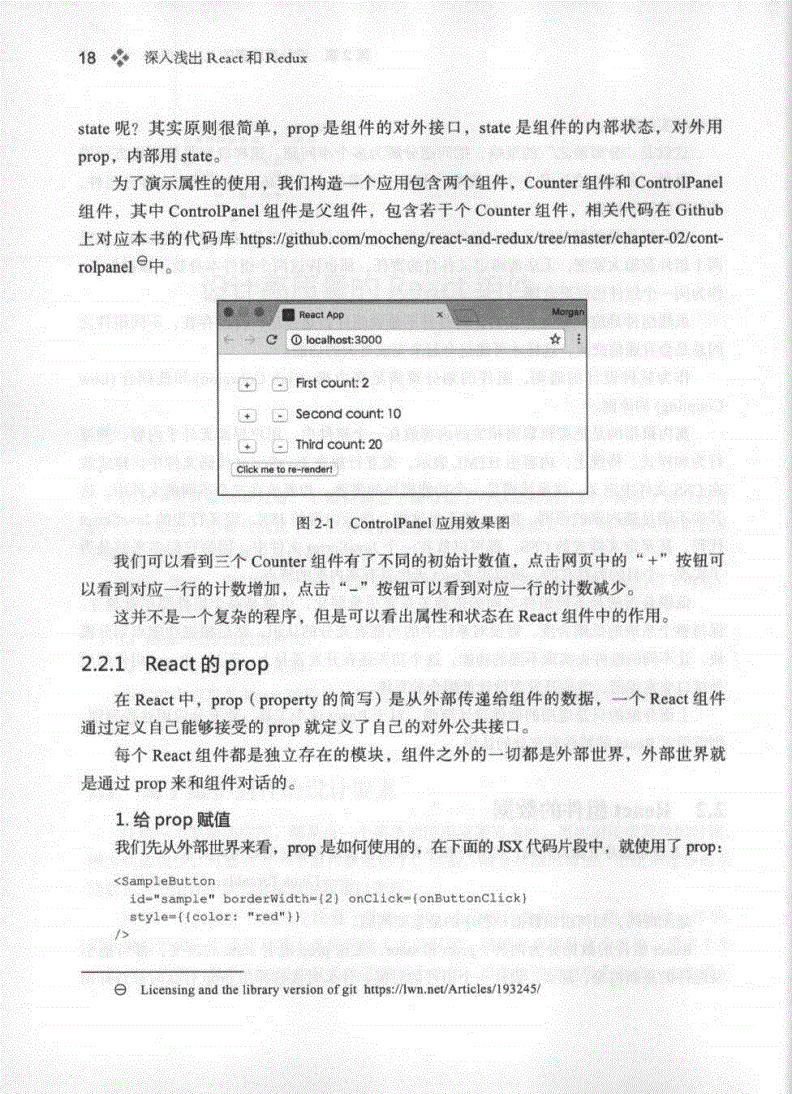 18 深入浅出 React 和 Redux
state 呢？其实原则很简单，prop 是组件的对外接口，state 是组件的内部状态，对外用
prop，内部用 state。
为了演示属性的使用，我们构造一个应用包含两个组件，Counter 组件和 ControlPanel
组件，其中 ControlPanel 组件是父组件，包含若干个 Counter 组件，相关代码在 Github
上对应本书的代码库 https://github.com/mocheng/react-and-redux/tree/master/chapter-02/cont-
rolpanel ⊖中。
React App × Morgan
← → C ⓘ localhost:3000 ☆ ⋮
+ - First count: 2
+ - Second count: 10
+ - Third count: 20
Click me to re-render!
图 2-1 ControlPanel 应用效果图
我们可以看到三个 Counter 组件有了不同的初始计数值，点击网页中的“+”按钮可
以看到对应一行的计数增加，点击“-”按钮可以看到对应一行的计数减少。
这并不是一个复杂的程序，但是可以看出属性和状态在 React 组件中的作用。
2.2.1 React 的 prop
在 React 中，prop（property 的简写）是从外部传递给组件的数据，一个 React 组件
通过定义自己能够接受的 prop 就定义了自己的对外公共接口。
每个 React 组件都是独立存在的模块，组件之外的一切都是外部世界，外部世界就
是通过 prop 来和组件对话的。
1. 给 prop 赋值
我们先从外部世界来看，prop 是如何使用的，在下面的 JSX 代码片段中，就使用了 prop：
<SampleButton
id="sample" borderWidth={2} onClick={onButtonClick}
style={{color: "red"}}
/>
⊖ Licensing and the library version of git https://lwn.net/Articles/193245/